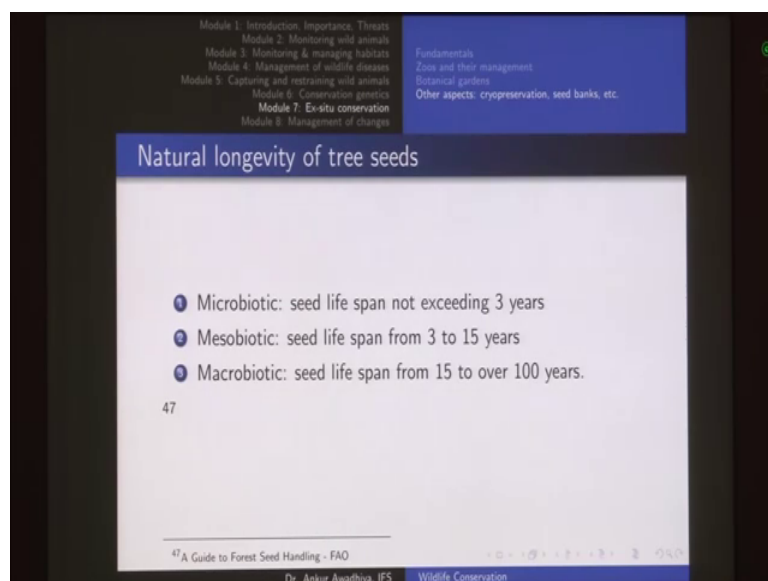 Module 1: Introduction, Importance, Threats
Module 2: Monitoring wild animals
Module 3: Monitoring & managing habitats
Module 4: Management of wildlife diseases
Module 5: Capturing and restraining wild animals
Module 6: Conservation genetics
Module 7: Ex-situ conservation
Module 8: Management of changes
Fundamentals
Zoos and their management
Botanical gardens
Other aspects: cryopreservation, seed banks, etc.
Natural longevity of tree seeds
1 Microbiotic: seed life span not exceeding 3 years
2 Mesobiotic: seed life span from 3 to 15 years
3 Macrobiotic: seed life span from 15 to over 100 years.
47
47 A Guide to Forest Seed Handling - FAO
Dr. Ankur Awadhiya, IFS
Wildlife Conservation